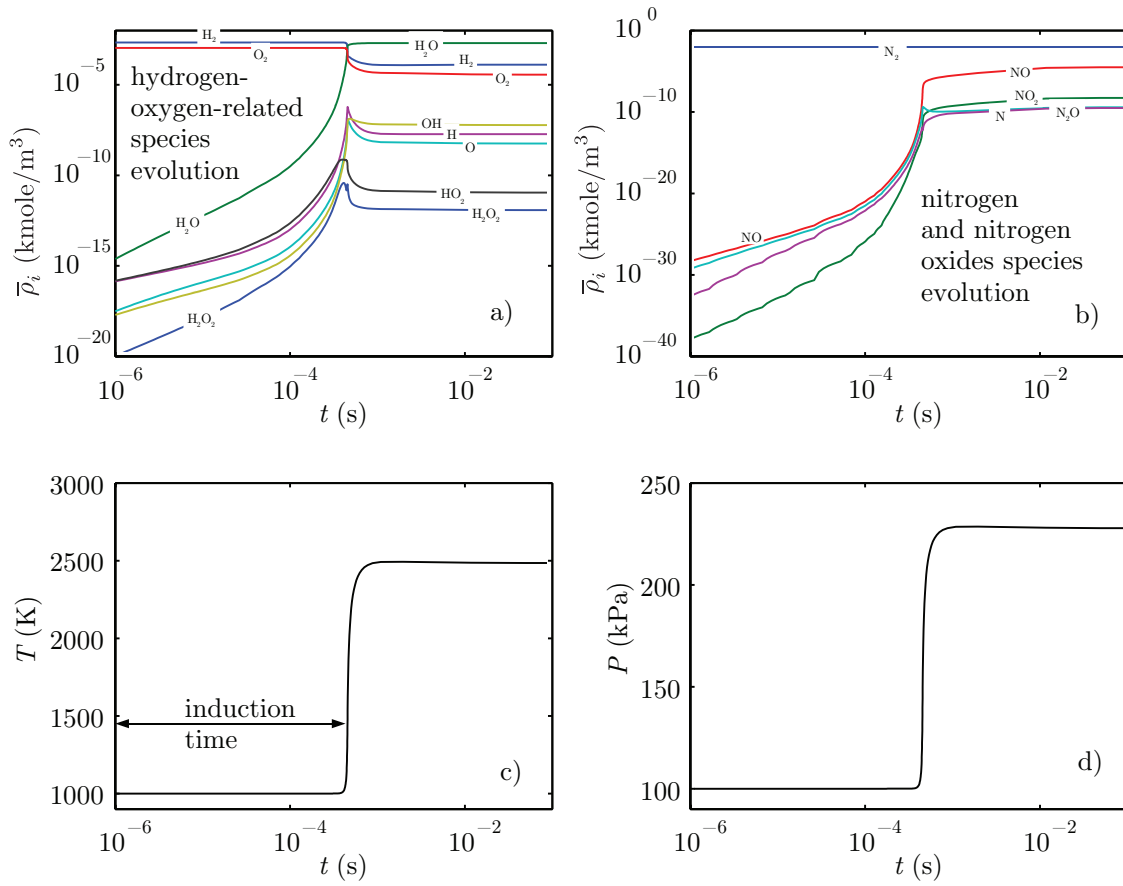 H₂
O₂
H₂O
H₂
O₂
hydrogen-
oxygen-related
species
evolution
OH
H
O
HO₂
H₂O₂
H₂O
H₂O₂
a)
10⁻⁵
10⁻¹⁰
10⁻¹⁵
10⁻²⁰
ρ̅ᵢ (kmole/m³)
10⁻⁶
10⁻⁴
10⁻²
t (s)
10⁰
10⁻¹⁰
10⁻²⁰
10⁻³⁰
10⁻⁴⁰
ρ̅ᵢ (kmole/m³)
N₂
NO
NO₂
N
N₂O
NO
nitrogen
and nitrogen
oxides species
evolution
b)
10⁻⁶
10⁻⁴
10⁻²
t (s)
3000
2500
2000
1500
1000
T (K)
induction
time
c)
10⁻⁶
10⁻⁴
10⁻²
t (s)
250
200
150
100
P (kPa)
d)
10⁻⁶
10⁻⁴
10⁻²
t (s)